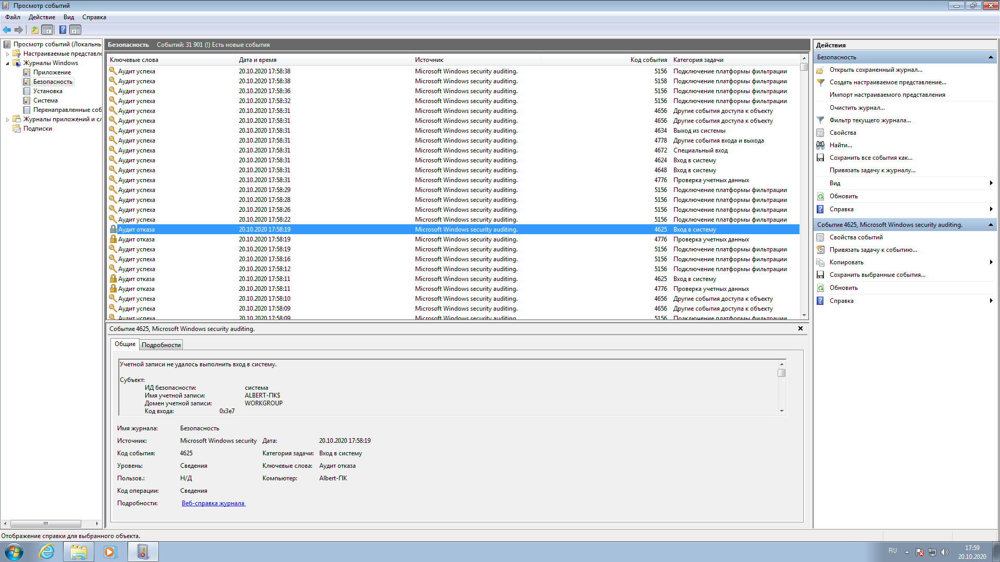 Просмотр событий
Файл Действие Вид Справка
Просмотр событий (Локальнь
Настраиваемые представле
Журналы Windows
Приложение
Безопасность
Установка
Система
Перенаправленные соб
Журналы приложений и сл
Подписки
Безопасность Событий: 31 901 (!) Есть новые события
Ключевые слова Дата и время Источник Код события Категория задачи
Аудит успеха 20.10.2020 17:58:38 Microsoft Windows security auditing. 5156 Подключение платформы фильтрации
Аудит успеха 20.10.2020 17:58:38 Microsoft Windows security auditing. 5158 Подключение платформы фильтрации
Аудит успеха 20.10.2020 17:58:36 Microsoft Windows security auditing. 5156 Подключение платформы фильтрации
Аудит успеха 20.10.2020 17:58:32 Microsoft Windows security auditing. 5156 Подключение платформы фильтрации
Аудит успеха 20.10.2020 17:58:31 Microsoft Windows security auditing. 4656 Другие события доступа к объекту
Аудит успеха 20.10.2020 17:58:31 Microsoft Windows security auditing. 4656 Другие события доступа к объекту
Аудит успеха 20.10.2020 17:58:31 Microsoft Windows security auditing. 4634 Выход из системы
Аудит успеха 20.10.2020 17:58:31 Microsoft Windows security auditing. 4778 Другие события входа и выхода
Аудит успеха 20.10.2020 17:58:31 Microsoft Windows security auditing. 4672 Специальный вход
Аудит успеха 20.10.2020 17:58:31 Microsoft Windows security auditing. 4624 Вход в систему
Аудит успеха 20.10.2020 17:58:31 Microsoft Windows security auditing. 4648 Вход в систему
Аудит успеха 20.10.2020 17:58:31 Microsoft Windows security auditing. 4776 Проверка учетных данных
Аудит успеха 20.10.2020 17:58:29 Microsoft Windows security auditing. 5156 Подключение платформы фильтрации
Аудит успеха 20.10.2020 17:58:28 Microsoft Windows security auditing. 5156 Подключение платформы фильтрации
Аудит успеха 20.10.2020 17:58:26 Microsoft Windows security auditing. 5156 Подключение платформы фильтрации
Аудит успеха 20.10.2020 17:58:22 Microsoft Windows security auditing. 5156 Подключение платформы фильтрации
Аудит отказа 20.10.2020 17:58:19 Microsoft Windows security auditing. 4625 Вход в систему
Аудит отказа 20.10.2020 17:58:19 Microsoft Windows security auditing. 4776 Проверка учетных данных
Аудит успеха 20.10.2020 17:58:19 Microsoft Windows security auditing. 5156 Подключение платформы фильтрации
Аудит успеха 20.10.2020 17:58:16 Microsoft Windows security auditing. 5156 Подключение платформы фильтрации
Аудит успеха 20.10.2020 17:58:12 Microsoft Windows security auditing. 5156 Подключение платформы фильтрации
Аудит отказа 20.10.2020 17:58:11 Microsoft Windows security auditing. 4625 Вход в систему
Аудит отказа 20.10.2020 17:58:11 Microsoft Windows security auditing. 4776 Проверка учетных данных
Аудит успеха 20.10.2020 17:58:10 Microsoft Windows security auditing. 4656 Другие события доступа к объекту
Аудит успеха 20.10.2020 17:58:09 Microsoft Windows security auditing. 4656 Другие события доступа к объекту
Аудит успеха 20.10.2020 17:58:09 Microsoft Windows security auditing. 5156 Подключение платформы фильтрации
Событие 4625, Microsoft Windows security auditing.
Общие Подробности
Учетной записи не удалось выполнить вход в систему.
Субъект:
ИД безопасности: система
Имя учетной записи: ALBERT-ПК$
Домен учетной записи: WORKGROUP
Код входа: 0x3e7
Имя журнала: Безопасность
Источник: Microsoft Windows security Дата: 20.10.2020 17:58:19
Код события: 4625 Категория задачи: Вход в систему
Уровень: Сведения Ключевые слова: Аудит отказа
Пользов.: Н/Д Компьютер: Albert-ПК
Код операции: Сведения
Подробности: Веб-справка журнала
Действия
Безопасность
Открыть сохраненный журнал...
Создать настраиваемое представление...
Импорт настраиваемого представления
Очистить журнал...
Фильтр текущего журнала...
Свойства
Найти...
Сохранить все события как...
Привязать задачу к журналу...
Вид
Обновить
Справка
Событие 4625, Microsoft Windows security auditing.
Свойства событий
Привязать задачу к событию...
Копировать
Сохранить выбранные события...
Обновить
Справка
Отображение справки для выбранного объекта.
RU
17:59
20.10.2020